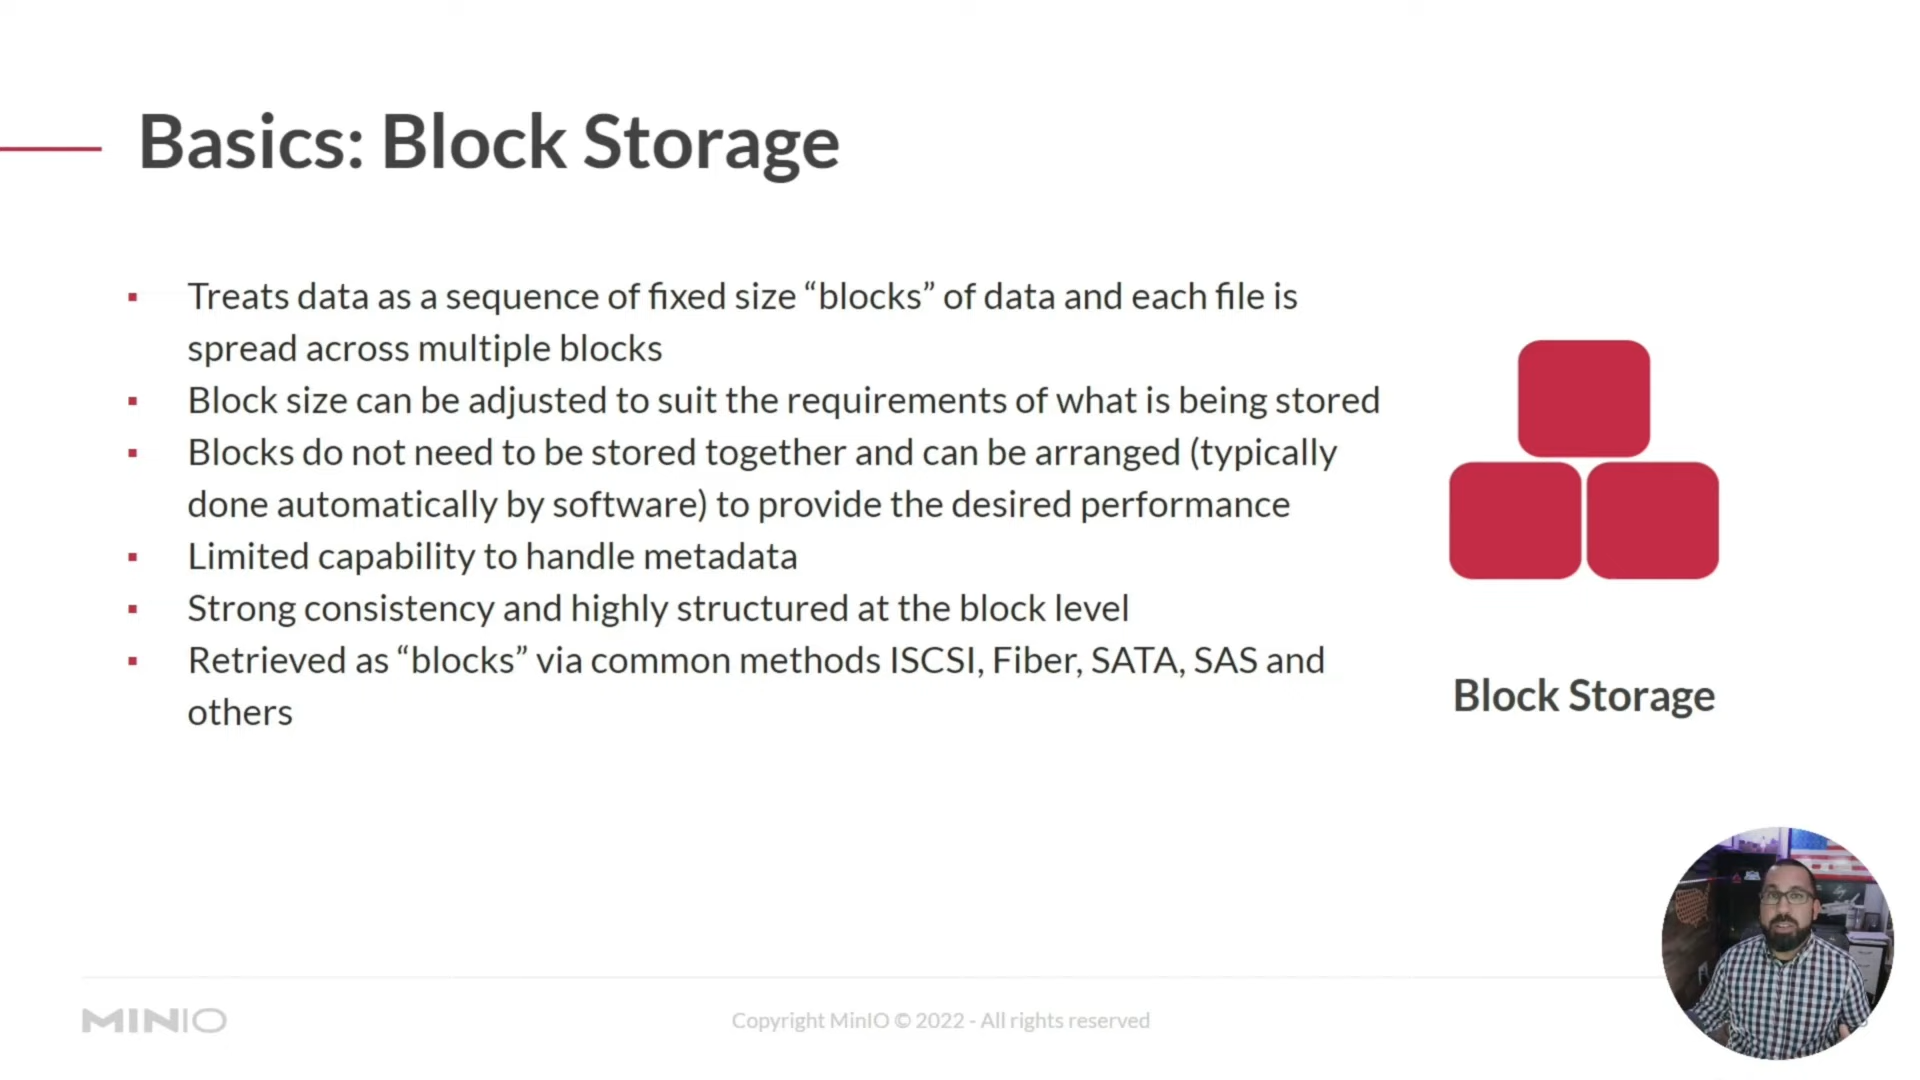 Basics: Block Storage
▪ Treats data as a sequence of fixed size “blocks” of data and each file is
spread across multiple blocks
▪ Block size can be adjusted to suit the requirements of what is being stored
▪ Blocks do not need to be stored together and can be arranged (typically
done automatically by software) to provide the desired performance
▪ Limited capability to handle metadata
▪ Strong consistency and highly structured at the block level
▪ Retrieved as “blocks” via common methods ISCSI, Fiber, SATA, SAS and
others
Block Storage
MINIO
Copyright MinIO © 2022 - All rights reserved